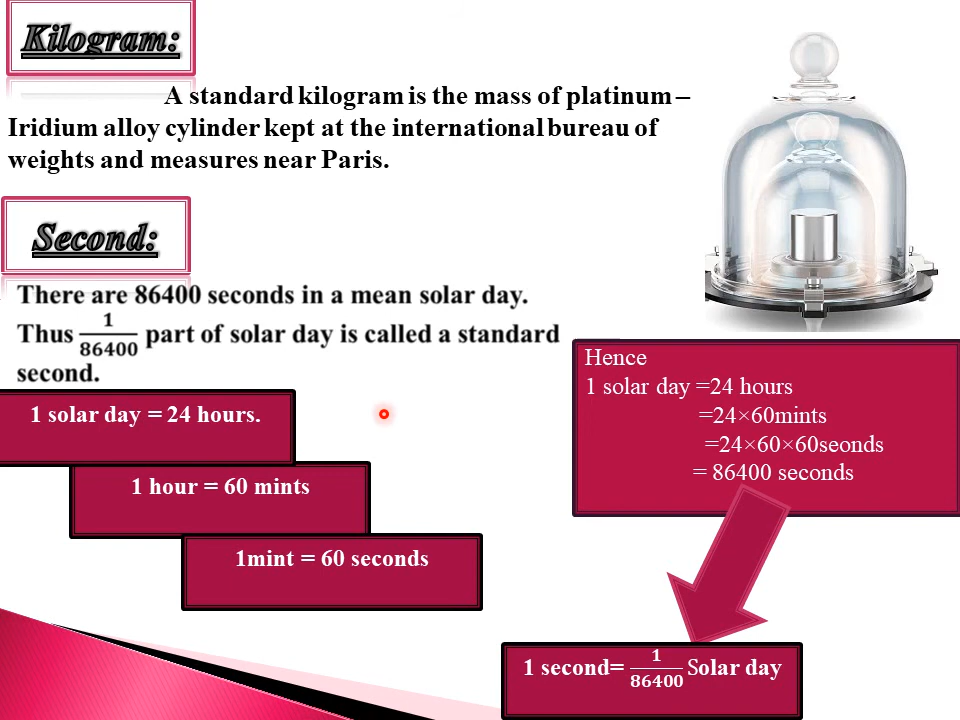 Kilogram:
A standard kilogram is the mass of platinum –
Iridium alloy cylinder kept at the international bureau of
weights and measures near Paris.
Second:
There are 86400 seconds in a mean solar day.
Thus 1/86400 part of solar day is called a standard
second.
1 solar day = 24 hours.
1 hour = 60 mints
1mint = 60 seconds
Hence
1 solar day =24 hours
=24×60mints
=24×60×60seonds
= 86400 seconds
1 second= 1/86400 Solar day